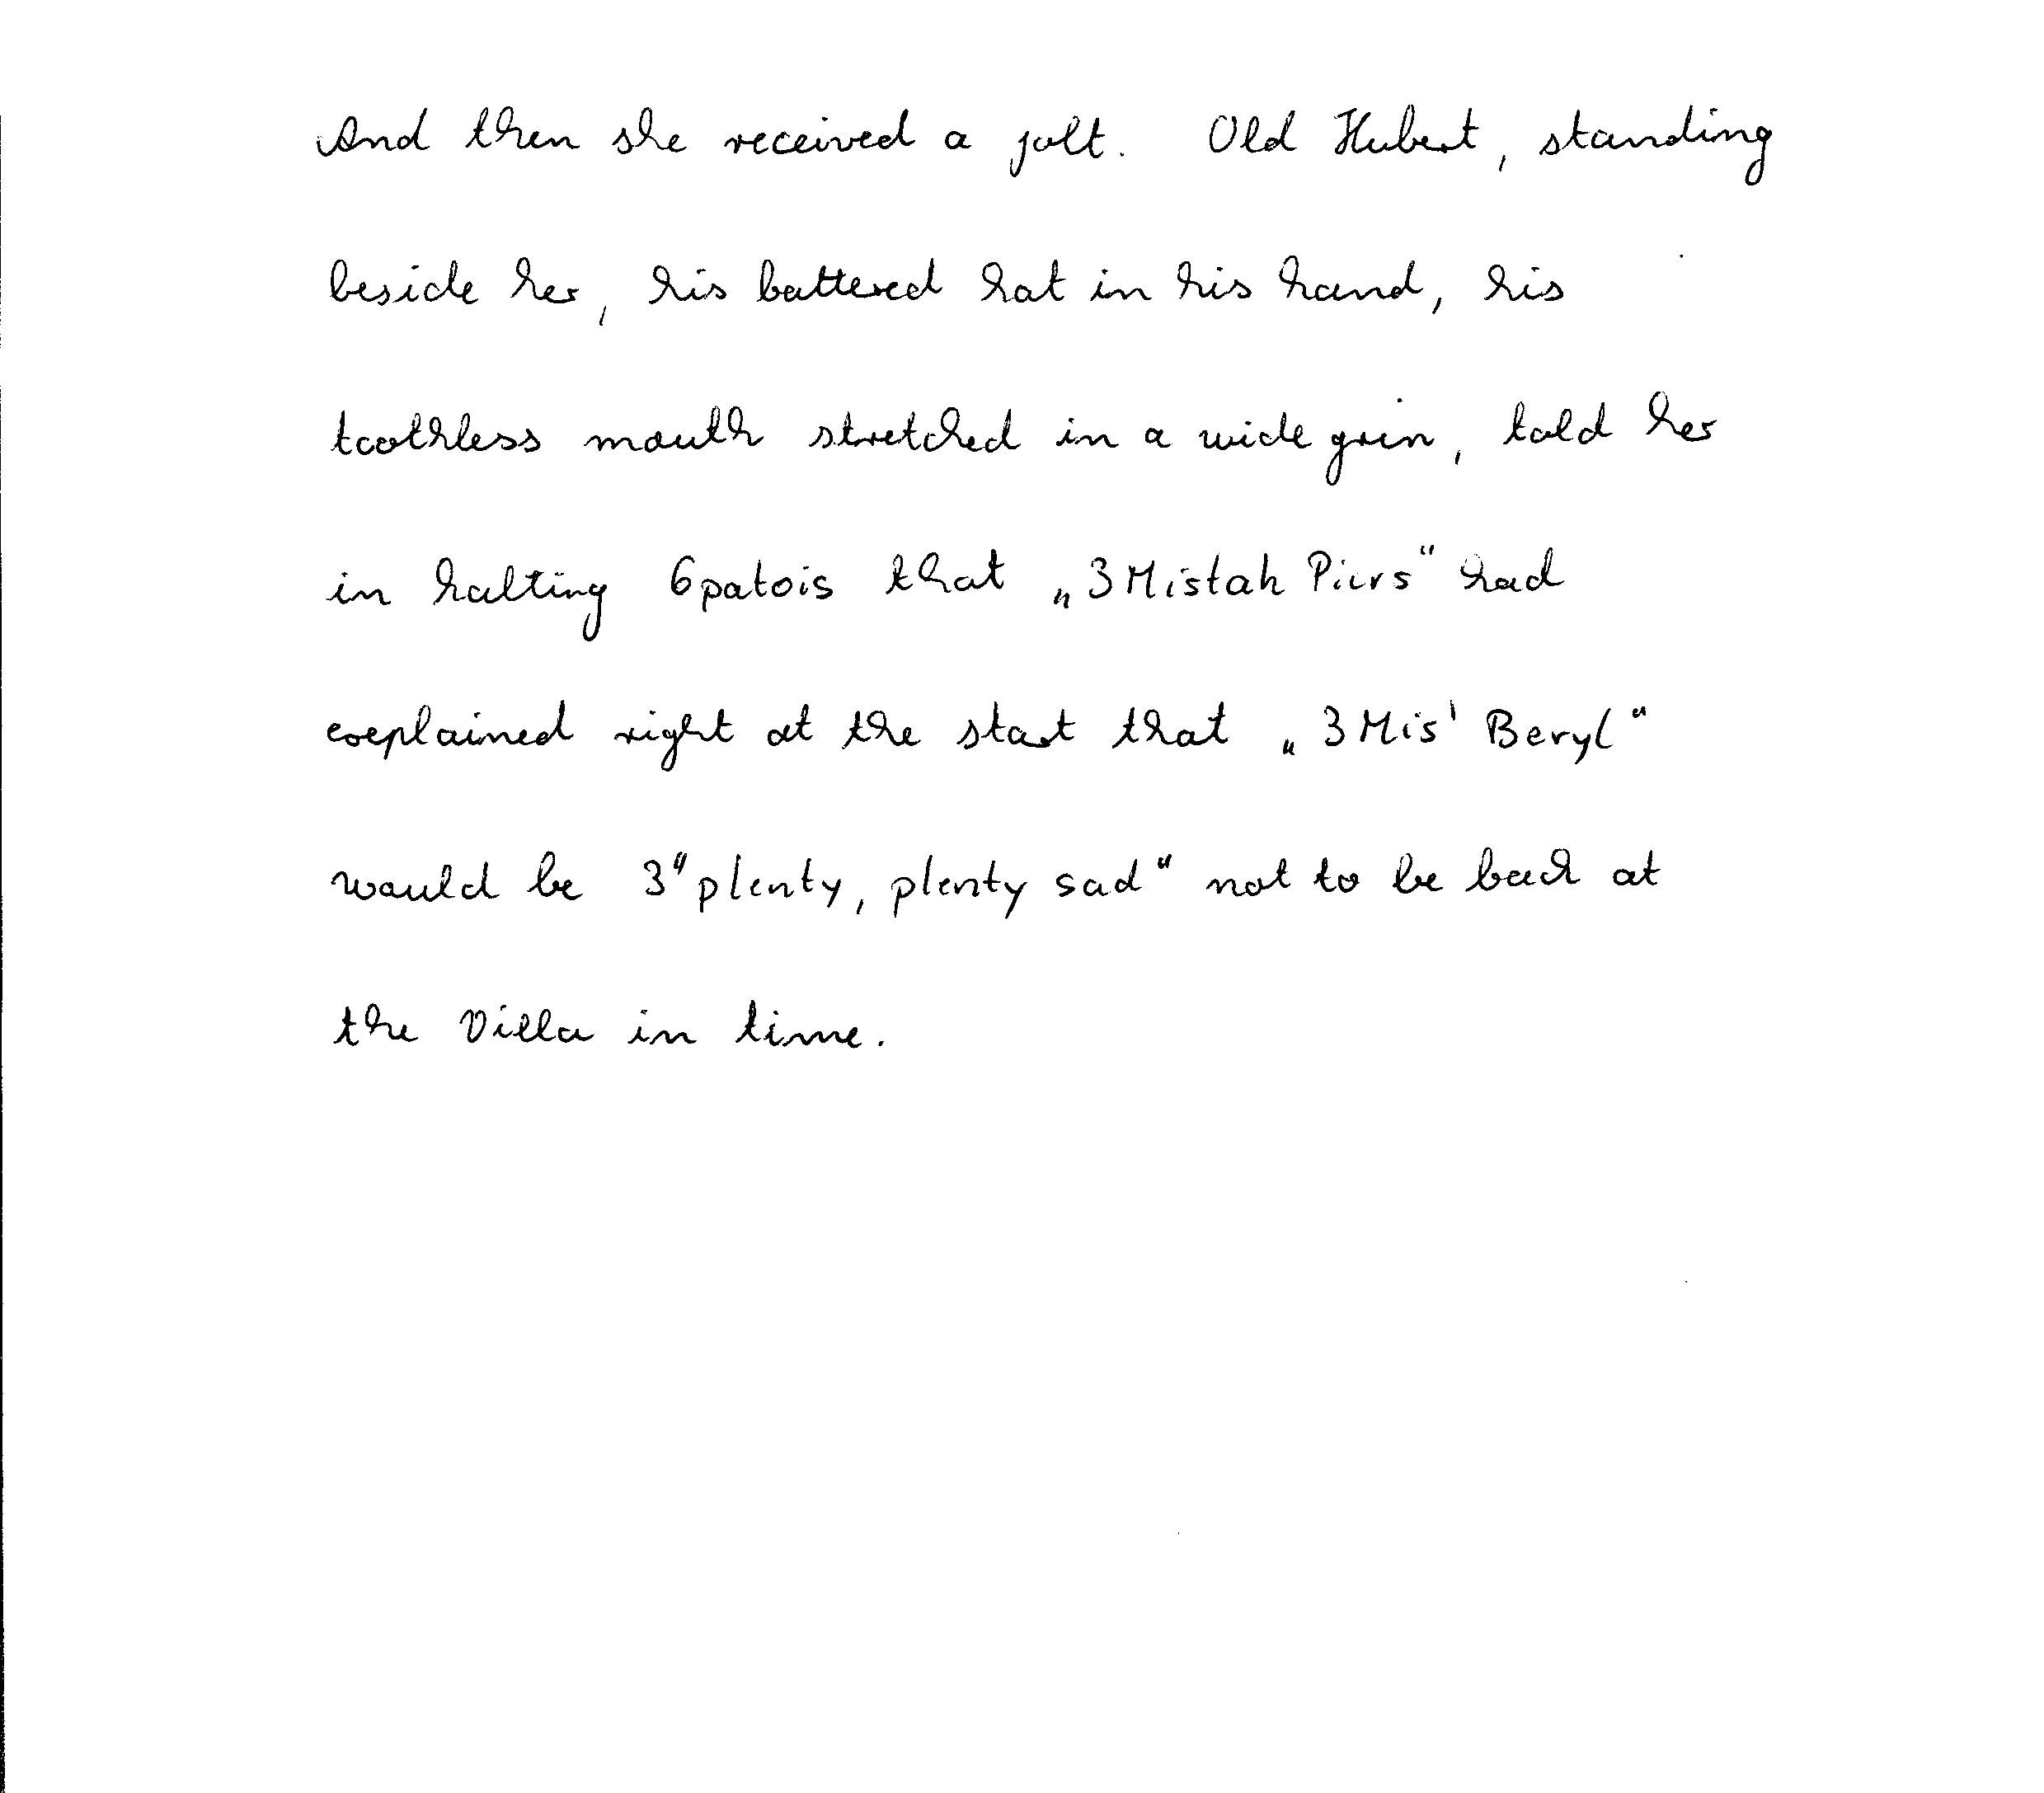 And then she received a jolt. Old Hubert, standing
beside her, his battered hat in his hand, his
toothless mouth stretched in a wide grin, told her
in halting 6patois that „3Mistah Piers" had
explained right at the start that „3Mis' Beryl"
would be 3"plenty, plenty sad" not to be back at
the Villa in time.